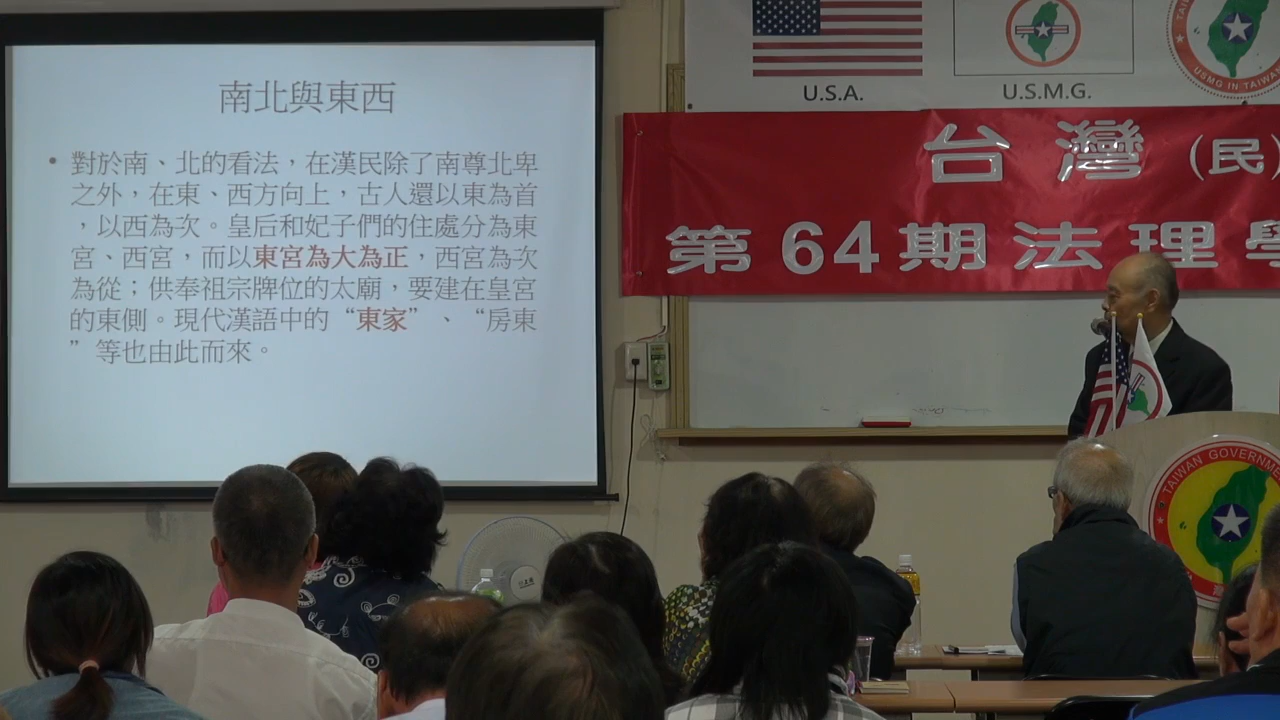 南北與東西
• 對於南、北的看法，在漢民除了南尊北卑
之外，在東、西方向上，古人還以東為首
，以西為次。皇后和妃子們的住處分為東
宮、西宮，而以東宮為大為正，西宮為次
為從；供奉祖宗牌位的太廟，要建在皇宮
的東側。現代漢語中的“東家”、“房東
”等也由此而來。
U.S.A.
U.S.M.G.
USMG IN TAIWAN
台灣(民)
第64期法理學
TAIWAN GOVERNM